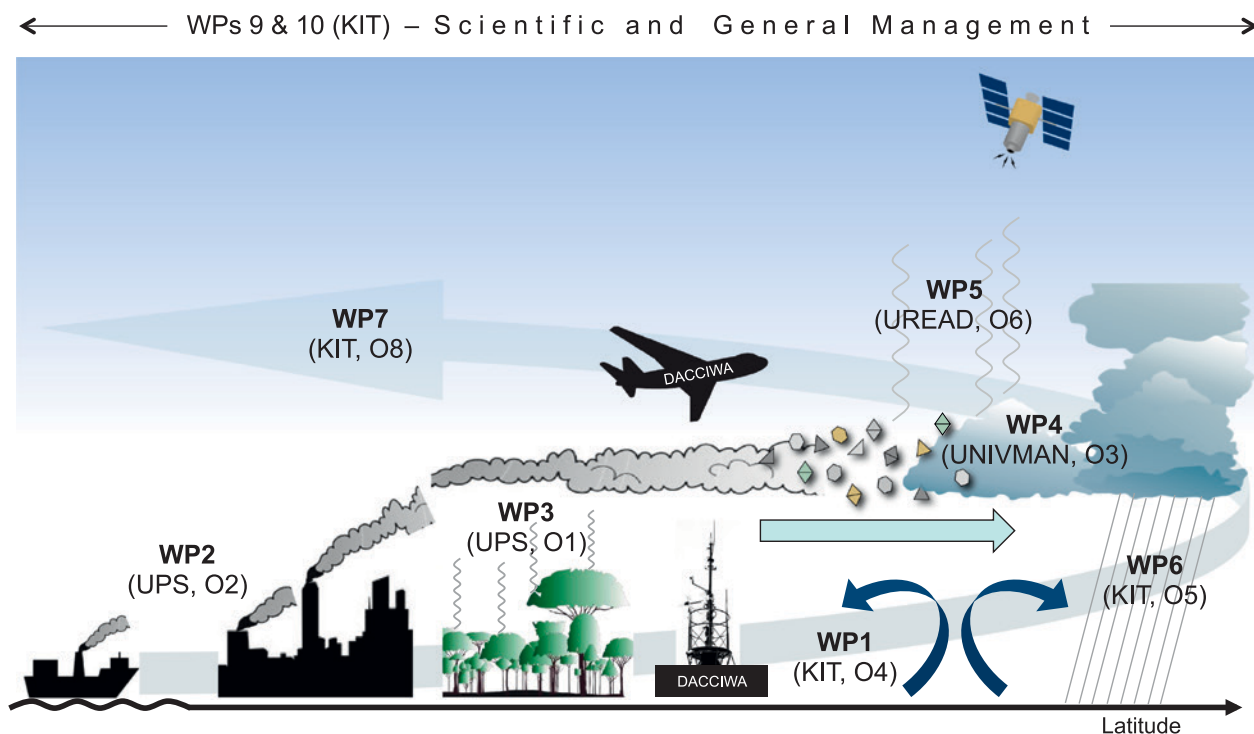 WPs 9 & 10 (KIT) – Scientific and General Management
WP5
(UREAD, O6)
WP7
(KIT, O8)
DACCIWA
WP4
(UNIVMAN, O3)
WP3
(UPS, O1)
WP2
(UPS, O2)
WP6
(KIT, O5)
WP1
(KIT, O4)
DACCIWA
Latitude